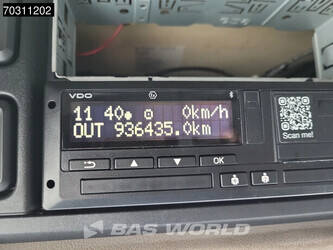 70311202
VDO
11 40 0km/h
OUT 936435.0km
Scan me!
OK
BAS WORLD